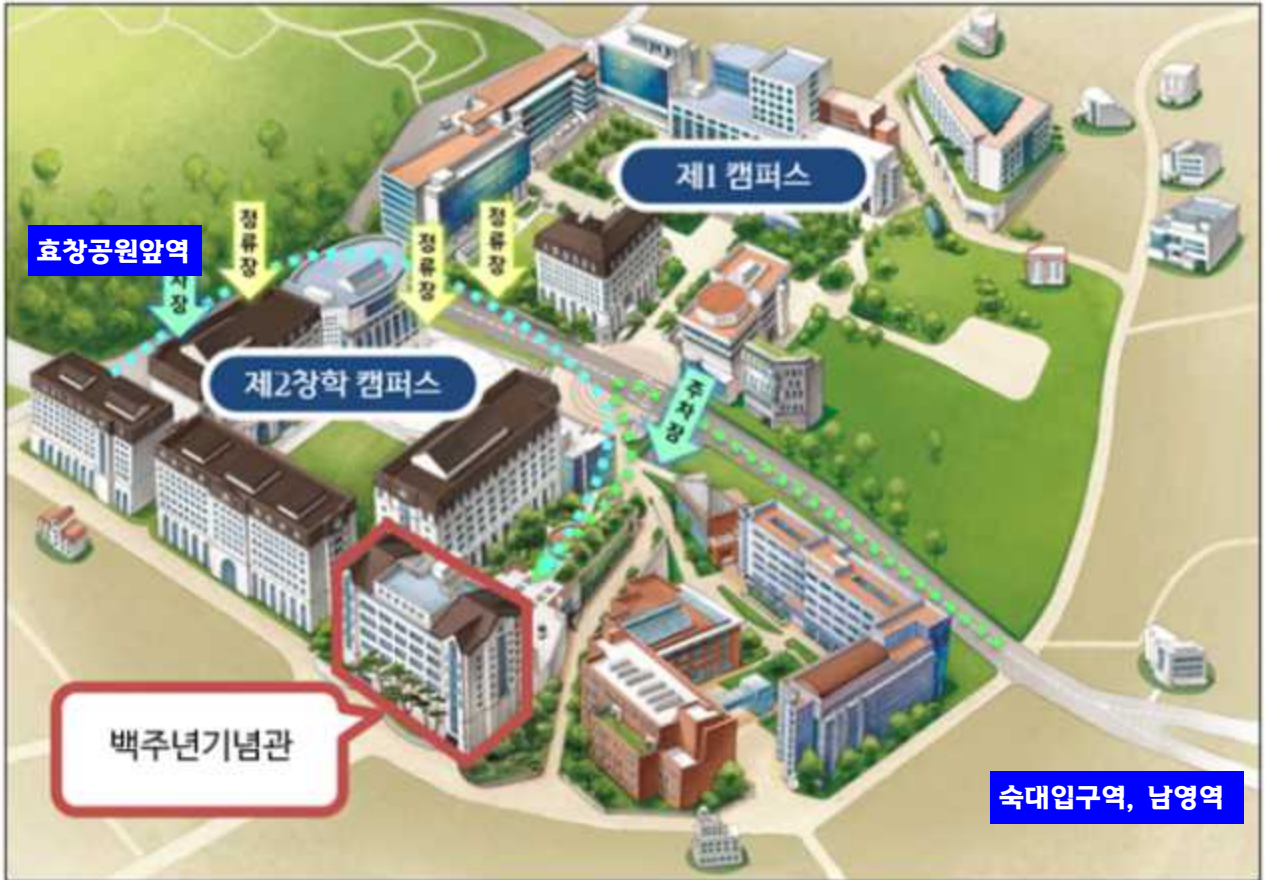 제1 캠퍼스
정류장
정류장
정류장
효창공원앞역
차장
제2창학 캠퍼스
주차장
백주년기념관
숙대입구역, 남영역